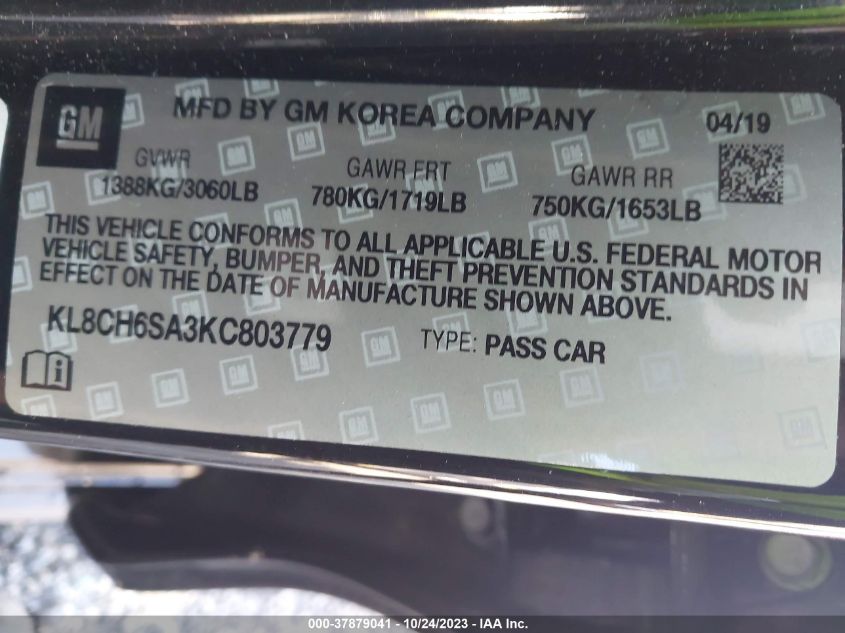 GM
MFD BY GM KOREA COMPANY
04/19
GVWR
1388KG/3060LB
GAWR FRT
780KG/1719LB
GAWR RR
750KG/1653LB
THIS VEHICLE CONFORMS TO ALL APPLICABLE U.S. FEDERAL MOTOR
VEHICLE SAFETY, BUMPER, AND THEFT PREVENTION STANDARDS IN
EFFECT ON THE DATE OF MANUFACTURE SHOWN ABOVE.
KL8CH6SA3KC803779
TYPE: PASS CAR
000-37879041 - 10/24/2023 - IAA Inc.